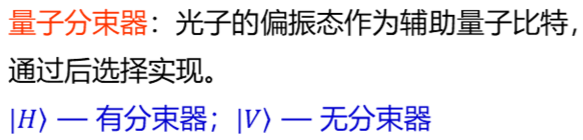 量子分束器：光子的偏振态作为辅助量子比特，
通过后选择实现。
|H⟩ — 有分束器；|V⟩ — 无分束器